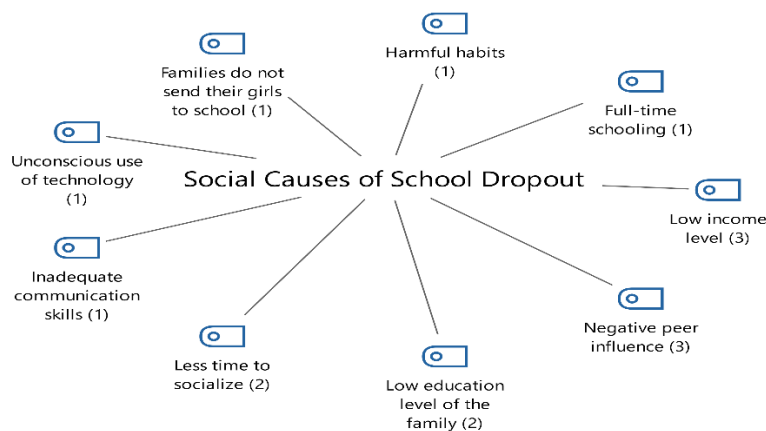 Harmful habits
(1)
Families do not
send their girls
to school (1)
Full-time
schooling (1)
Unconscious use
of technology
(1)
Social Causes of School Dropout
Low income
level (3)
Inadequate
communication
skills (1)
Negative peer
influence (3)
Less time to
socialize (2)
Low education
level of the
family (2)